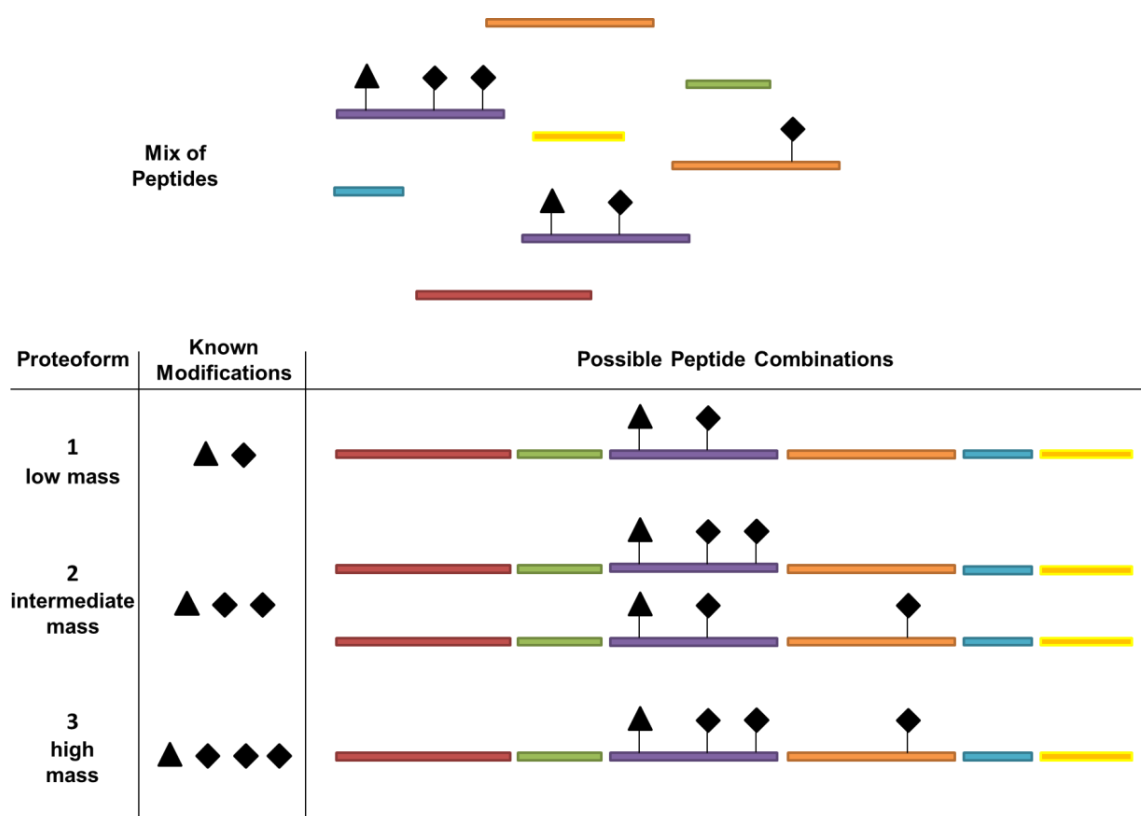 Mix of
Peptides
Proteoform
Known
Modifications
Possible Peptide Combinations
1
low mass
2
intermediate
mass
3
high
mass